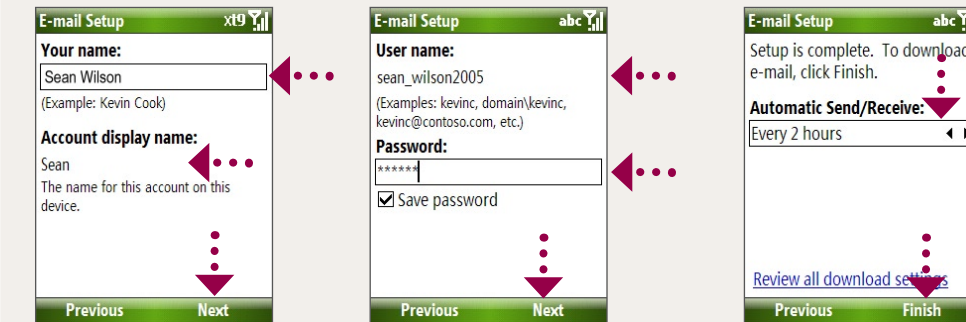 E-mail Setup
xt9
Your name:
Sean Wilson
(Example: Kevin Cook)
Account display name:
Sean
The name for this account on this
device.
Previous Next
E-mail Setup
abc
User name:
sean_wilson2005
(Examples: kevinc, domain\kevinc,
kevinc@contoso.com, etc.)
Password:
******
Save password
Previous Next
E-mail Setup
abc
Setup is complete. To download
e-mail, click Finish.
Automatic Send/Receive:
Every 2 hours
Review all download settings
Previous Finish